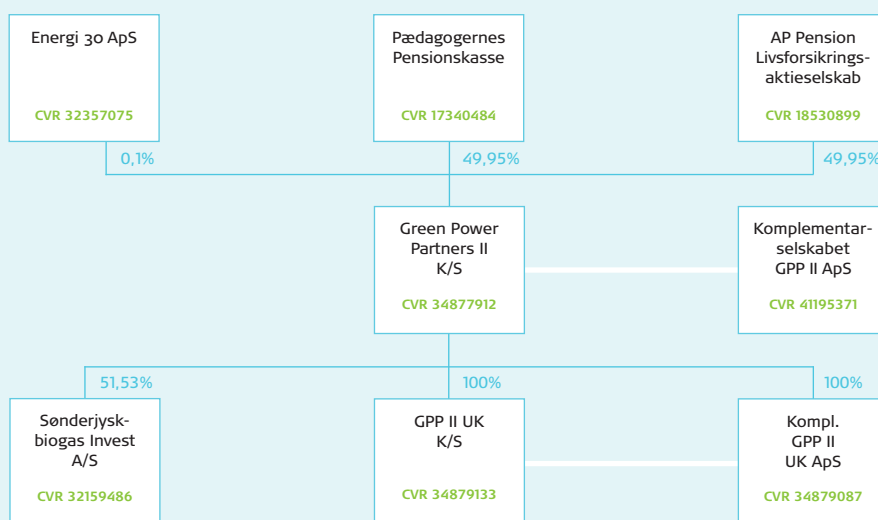 Energi 30 ApS
CVR 32357075
Pædagogernes
Pensionskasse
CVR 17340484
AP Pension
Livsforsikrings-
aktieselskab
CVR 18530899
0,1%
49,95%
49,95%
Green Power
Partners II
K/S
CVR 34877912
Komplementar-
selskabet
GPP II ApS
CVR 41195371
51,53%
100%
100%
Sønderjysk-
biogas Invest
A/S
CVR 32159486
GPP II UK
K/S
CVR 34879133
Kompl.
GPP II
UK ApS
CVR 34879087